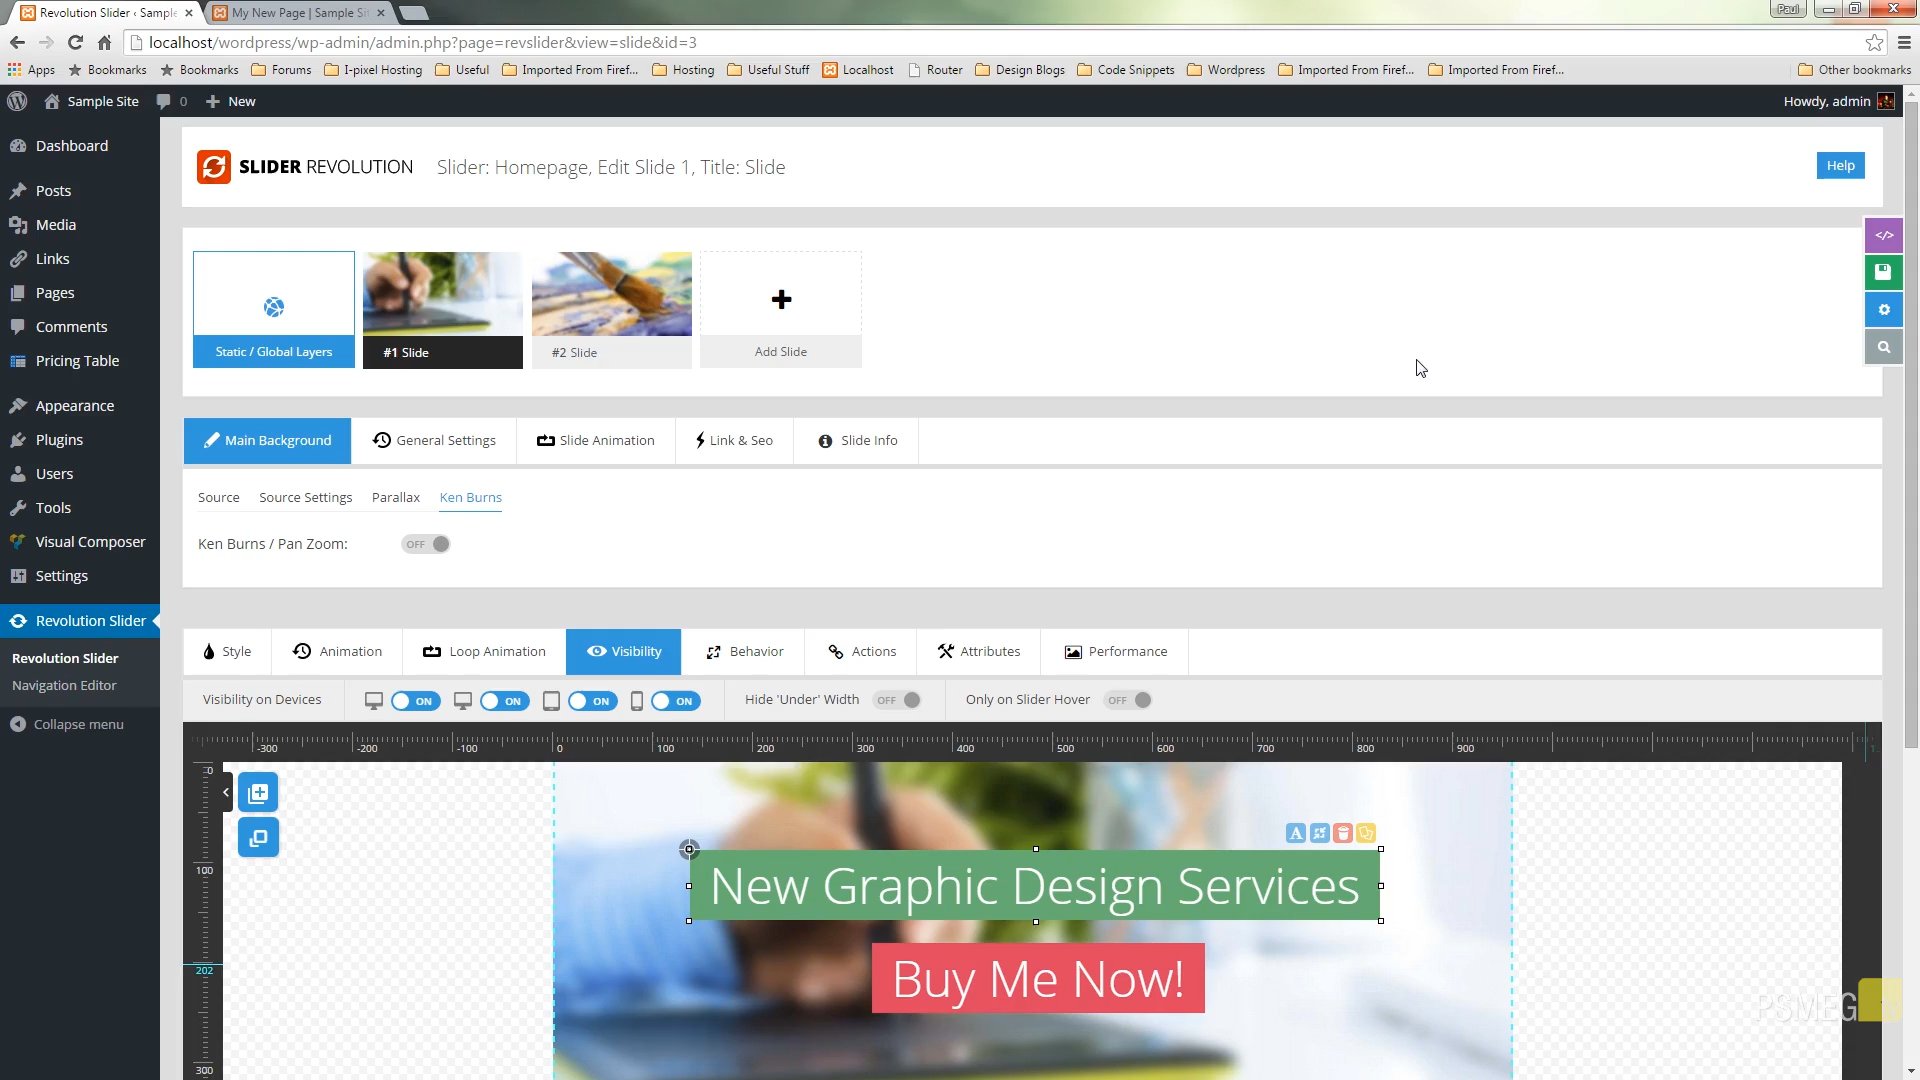 Revolution Slider ‹ Sample
My New Page | Sample Sit
Paul
localhost/wordpress/wp-admin/admin.php?page=revslider&view=slide&id=3
Apps Bookmarks Bookmarks Forums I-pixel Hosting Useful Imported From Firef... Hosting Useful Stuff Localhost Router Design Blogs Code Snippets Wordpress Imported From Firef... Imported From Firef... Other bookmarks
Sample Site 0 New Howdy, admin
Dashboard
Posts
Media
Links
Pages
Comments
Pricing Table
Appearance
Plugins
Users
Tools
Visual Composer
Settings
Revolution Slider
Revolution Slider
Navigation Editor
Collapse menu
SLIDER REVOLUTION Slider: Homepage, Edit Slide 1, Title: Slide Help
Static / Global Layers #1 Slide #2 Slide Add Slide
</>
Main Background General Settings Slide Animation Link & Seo Slide Info
Source Source Settings Parallax Ken Burns
Ken Burns / Pan Zoom: OFF
Style Animation Loop Animation Visibility Behavior Actions Attributes Performance
Visibility on Devices ON ON ON ON Hide 'Under' Width OFF Only on Slider Hover OFF
-300 -200 -100 0 100 200 300 400 500 600 700 800 900
0
100
202
300
A
New Graphic Design Services
Buy Me Now!
PSMEG